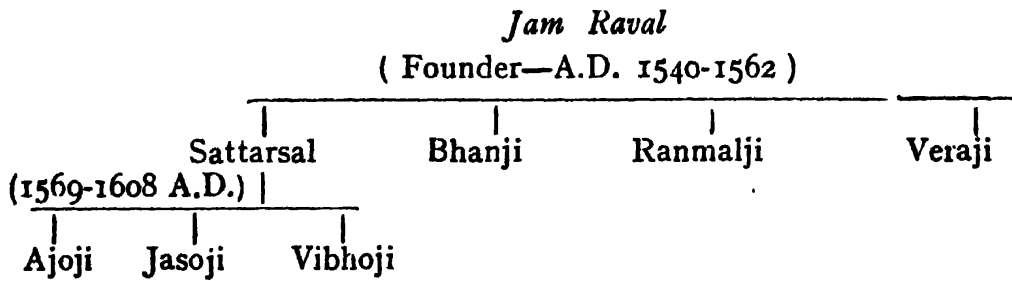 Jam Raval
( Founder—A.D. 1540-1562 )
Sattarsal Bhanji Ranmalji Veraji
(1569-1608 A.D.)
Ajoji Jasoji Vibhoji